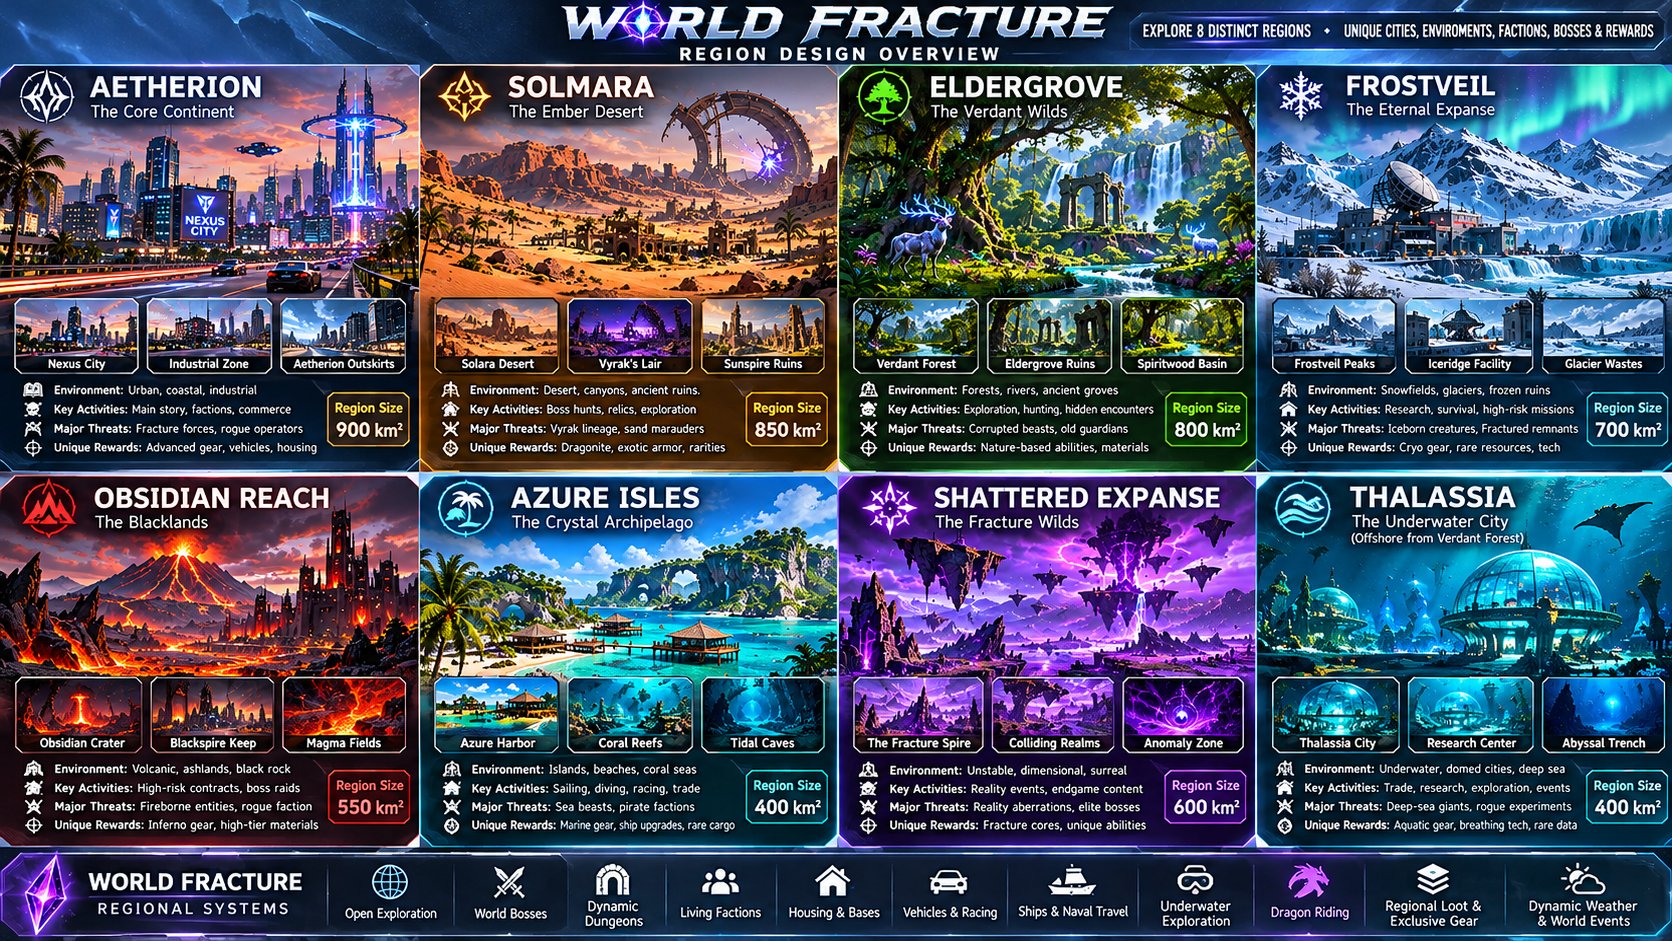 WORLD FRACTURE
REGION DESIGN OVERVIEW
EXPLORE 8 DISTINCT REGIONS • UNIQUE CITIES, ENVIROMENTS, FACTIONS, BOSSES & REWARDS
AETHERION
The Core Continent
NEXUS
CITY
Nexus City
Industrial Zone
Aetherion Outskirts
Environment: Urban, coastal, industrial
Key Activities: Main story, factions, commerce
Major Threats: Fracture forces, rogue operators
Unique Rewards: Advanced gear, vehicles, housing
Region Size
900 km²
SOLMARA
The Ember Desert
Solara Desert
Vyrak's Lair
Sunspire Ruins
Environment: Desert, canyons, ancient ruins.
Key Activities: Boss hunts, relics, exploration
Major Threats: Vyrak lineage, sand marauders
Unique Rewards: Dragonite, exotic armor, rarities
Region Size
850 km²
ELDERGROVE
The Verdant Wilds
Verdant Forest
Eldergrove Ruins
Spiritwood Basin
Environment: Forests, rivers, ancient groves
Key Activities: Exploration, hunting, hidden encounters
Major Threats: Corrupted beasts, old guardians
Unique Rewards: Nature-based abilities, materials
Region Size
800 km²
FROSTVEIL
The Eternal Expanse
Frostveil Peaks
Iceridge Facility
Glacier Wastes
Environment: Snowfields, glaciers, frozen ruins
Key Activities: Research, survival, high-risk missions
Major Threats: Iceborn creatures, Fractured remnants
Unique Rewards: Cryo gear, rare resources, tech
Region Size
700 km²
OBSIDIAN REACH
The Blacklands
Obsidian Crater
Blackspire Keep
Magma Fields
Environment: Volcanic, ashlands, black rock
Key Activities: High-risk contracts, boss raids
Major Threats: Fireborne entities, rogue faction
Unique Rewards: Inferno gear, high-tier materials
Region Size
550 km²
AZURE ISLES
The Crystal Archipelago
Azure Harbor
Coral Reefs
Tidal Caves
Environment: Islands, beaches, coral seas
Key Activities: Sailing, diving, racing, trade
Major Threats: Sea beasts, pirate factions
Unique Rewards: Marine gear, ship upgrades, rare cargo
Region Size
400 km²
SHATTERED EXPANSE
The Fracture Wilds
The Fracture Spire
Colliding Realms
Anomaly Zone
Environment: Unstable, dimensional, surreal
Key Activities: Reality events, endgame content
Major Threats: Reality aberrations, elite bosses
Unique Rewards: Fracture cores, unique abilities
Region Size
600 km²
THALASSIA
The Underwater City
(Offshore from Verdant Forest)
Thalassia City
Research Center
Abyssal Trench
Environment: Underwater, domed cities, deep sea
Key Activities: Trade, research, exploration, events
Major Threats: Deep-sea giants, rogue experiments
Unique Rewards: Aquatic gear, breathing tech, rare data
Region Size
400 km²
WORLD FRACTURE
REGIONAL SYSTEMS
Open Exploration
World Bosses
Dynamic
Dungeons
Living Factions
Housing & Bases
Vehicles & Racing
Ships & Naval Travel
Underwater
Exploration
Dragon Riding
Regional Loot &
Exclusive Gear
Dynamic Weather
& World Events